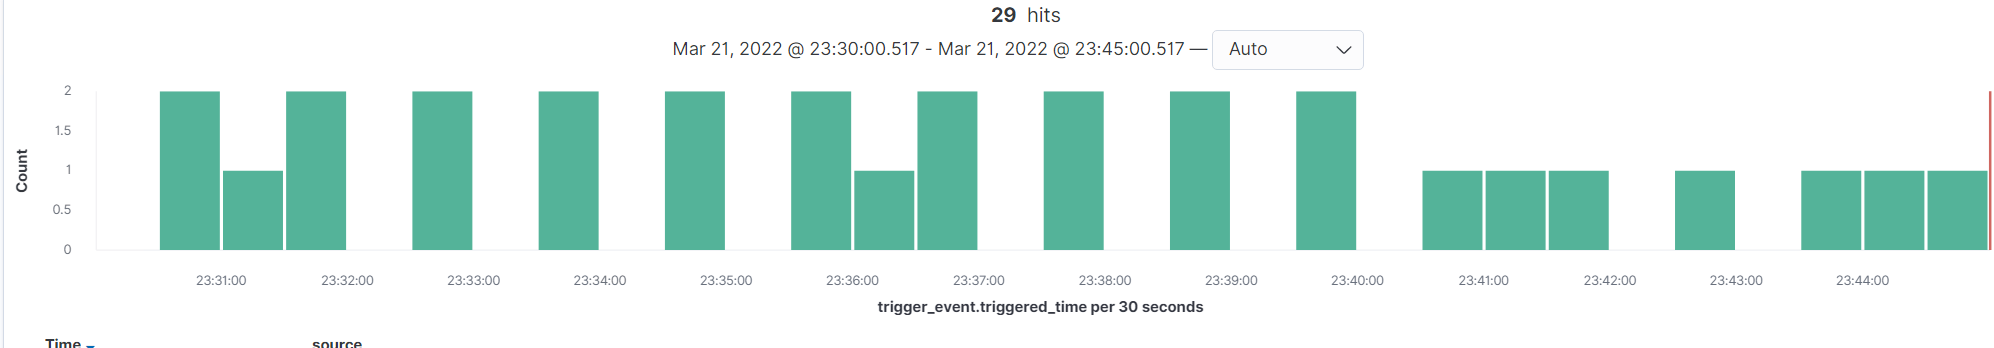 29 hits
Mar 21, 2022 @ 23:30:00.517 - Mar 21, 2022 @ 23:45:00.517 — Auto
Count
2
1.5
1
0.5
0
23:31:00 23:32:00 23:33:00 23:34:00 23:35:00 23:36:00 23:37:00 23:38:00 23:39:00 23:40:00 23:41:00 23:42:00 23:43:00 23:44:00
trigger_event.triggered_time per 30 seconds
Time source